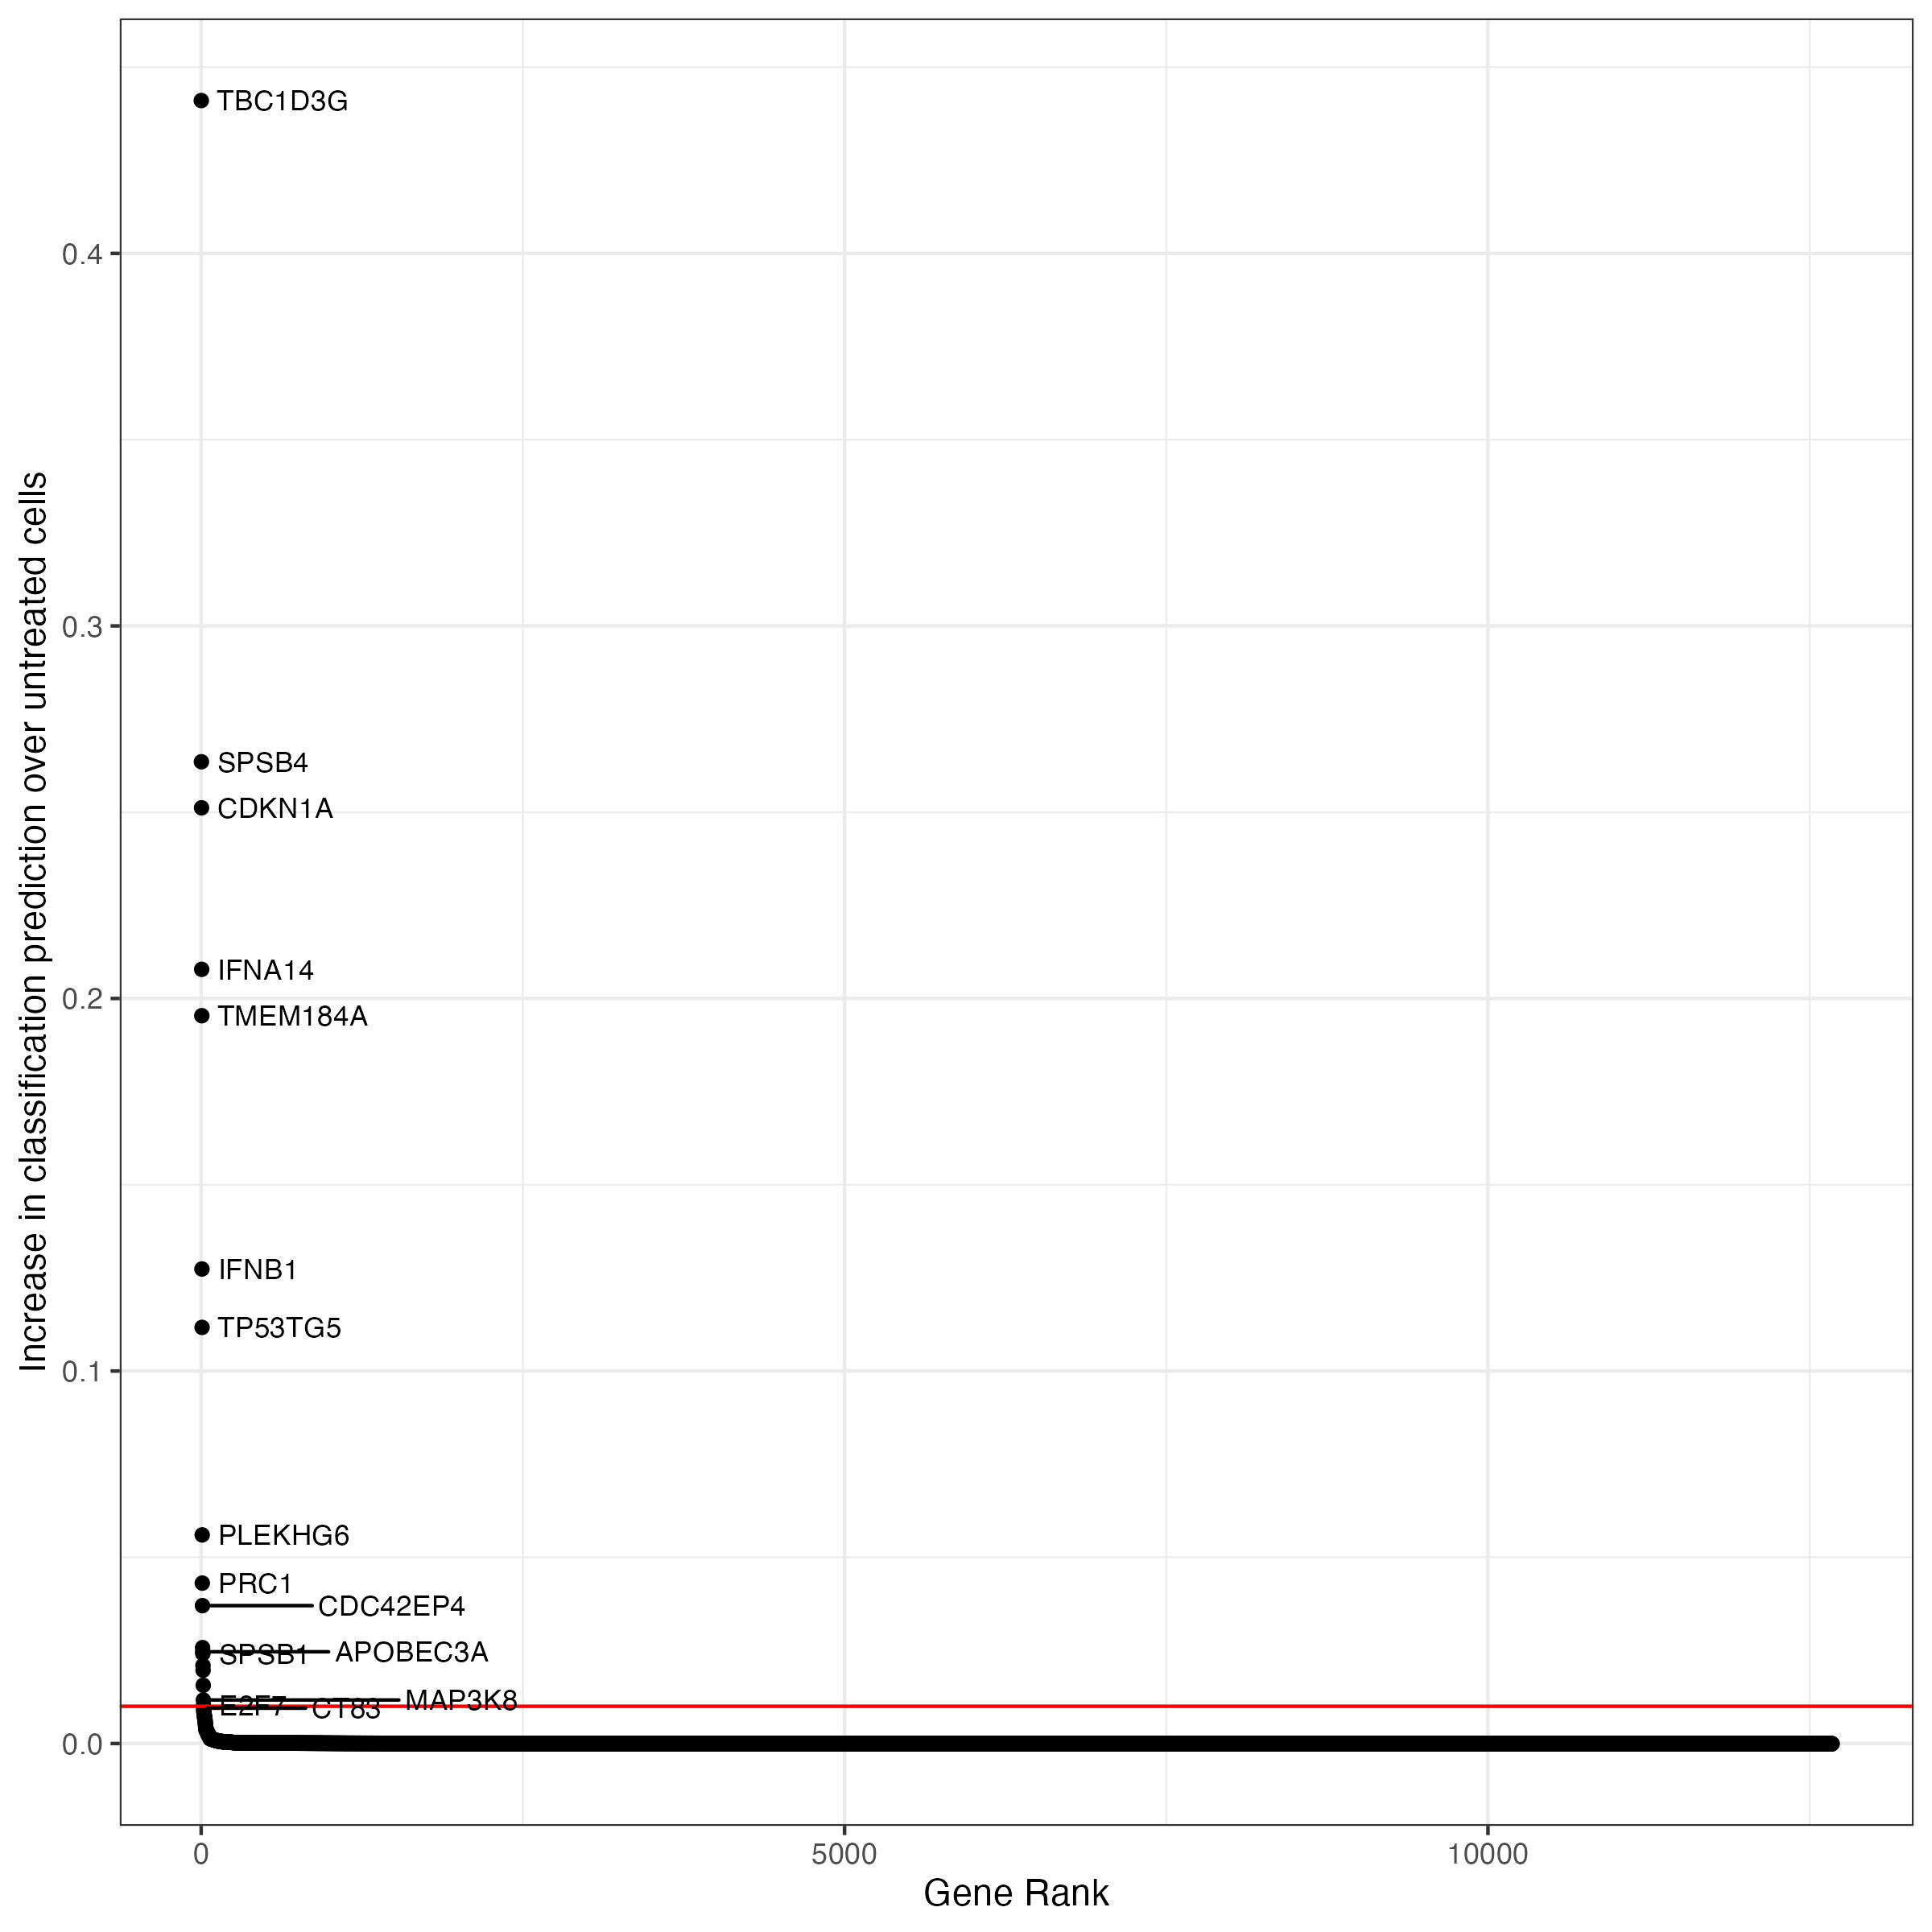 TBC1D3G
0.4
0.3
SPSB4
CDKN1A
IFNA14
0.2
TMEM184A
IFNB1
TP53TG5
0.1
PLEKHG6
PRC1
CDC42EP4
SPSB1
APOBEC3A
MAP3K8
E2F7
CT83
0.0
0
5000
10000
Gene Rank
Increase in classification prediction over untreated cells